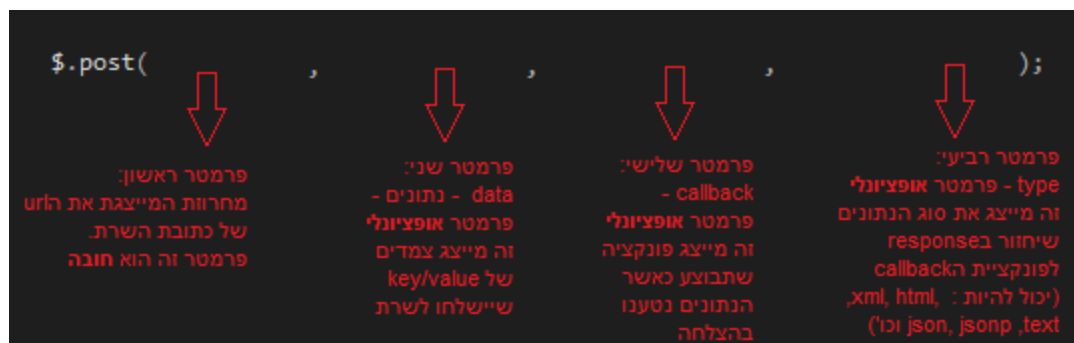 $.post( , , , );
פרמטר ראשון:
מחרוזת המייצגת את הurl
של כתובת השרת.
פרמטר זה הוא חובה
פרמטר שני:
data - נתונים -
פרמטר אופציונלי
זה מייצג צמדים
של key/value
שיישלחו לשרת
פרמטר שלישי:
callback -
פרמטר אופציונלי
זה מייצג פונקציה
שתבוצע כאשר
הנתונים נטענו
בהצלחה
פרמטר רביעי:
type - פרמטר אופציונלי
זה מייצג את סוג הנתונים
שיחזור בresponse
לפונקציית הcallback
(יכול להיות : xml, html,
text, json, jsonp וכו')